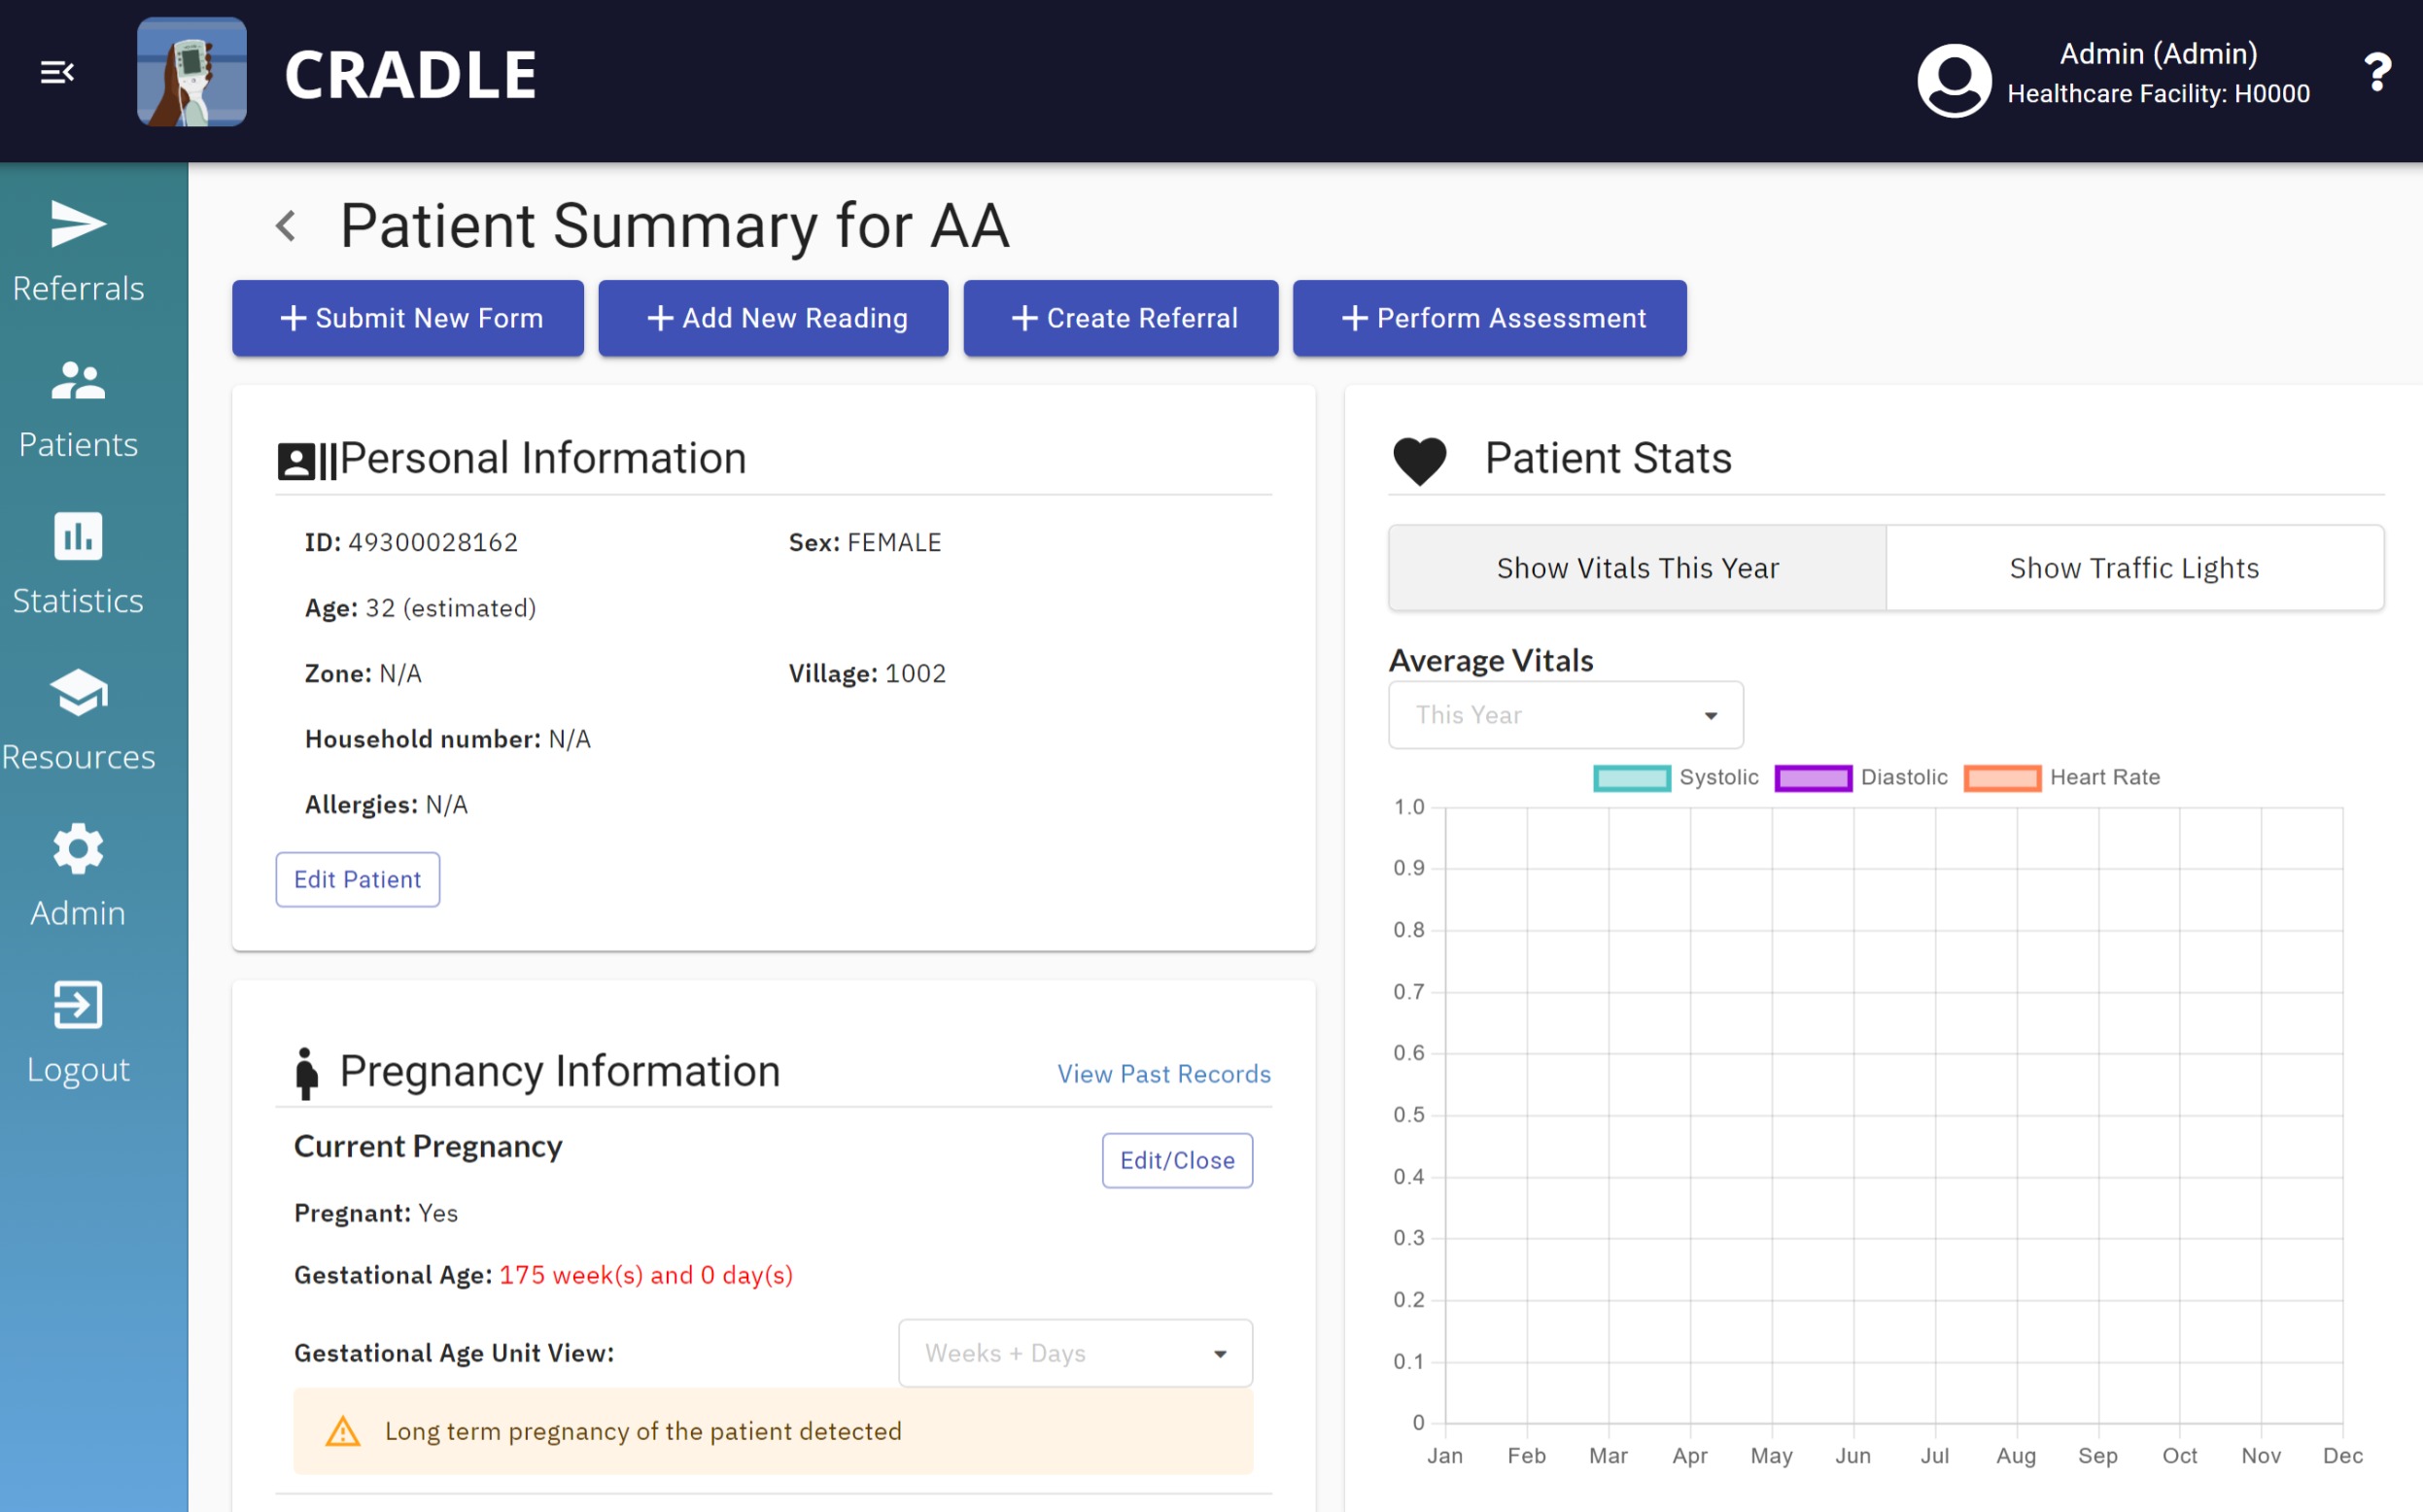 CRADLE
Admin (Admin)
Healthcare Facility: H0000
?
Referrals
Patients
Statistics
Resources
Admin
Logout
Patient Summary for AA
+ Submit New Form
+ Add New Reading
+ Create Referral
+ Perform Assessment
Personal Information
ID: 49300028162
Sex: FEMALE
Age: 32 (estimated)
Zone: N/A
Village: 1002
Household number: N/A
Allergies: N/A
Edit Patient
Pregnancy Information
View Past Records
Current Pregnancy
Edit/Close
Pregnant: Yes
Gestational Age: 175 week(s) and 0 day(s)
Gestational Age Unit View:
Weeks + Days
Long term pregnancy of the patient detected
Patient Stats
Show Vitals This Year
Show Traffic Lights
Average Vitals
This Year
Systolic Diastolic Heart Rate
1.0
0.9
0.8
0.7
0.6
0.5
0.4
0.3
0.2
0.1
0
Jan Feb Mar Apr May Jun Jul Aug Sep Oct Nov Dec